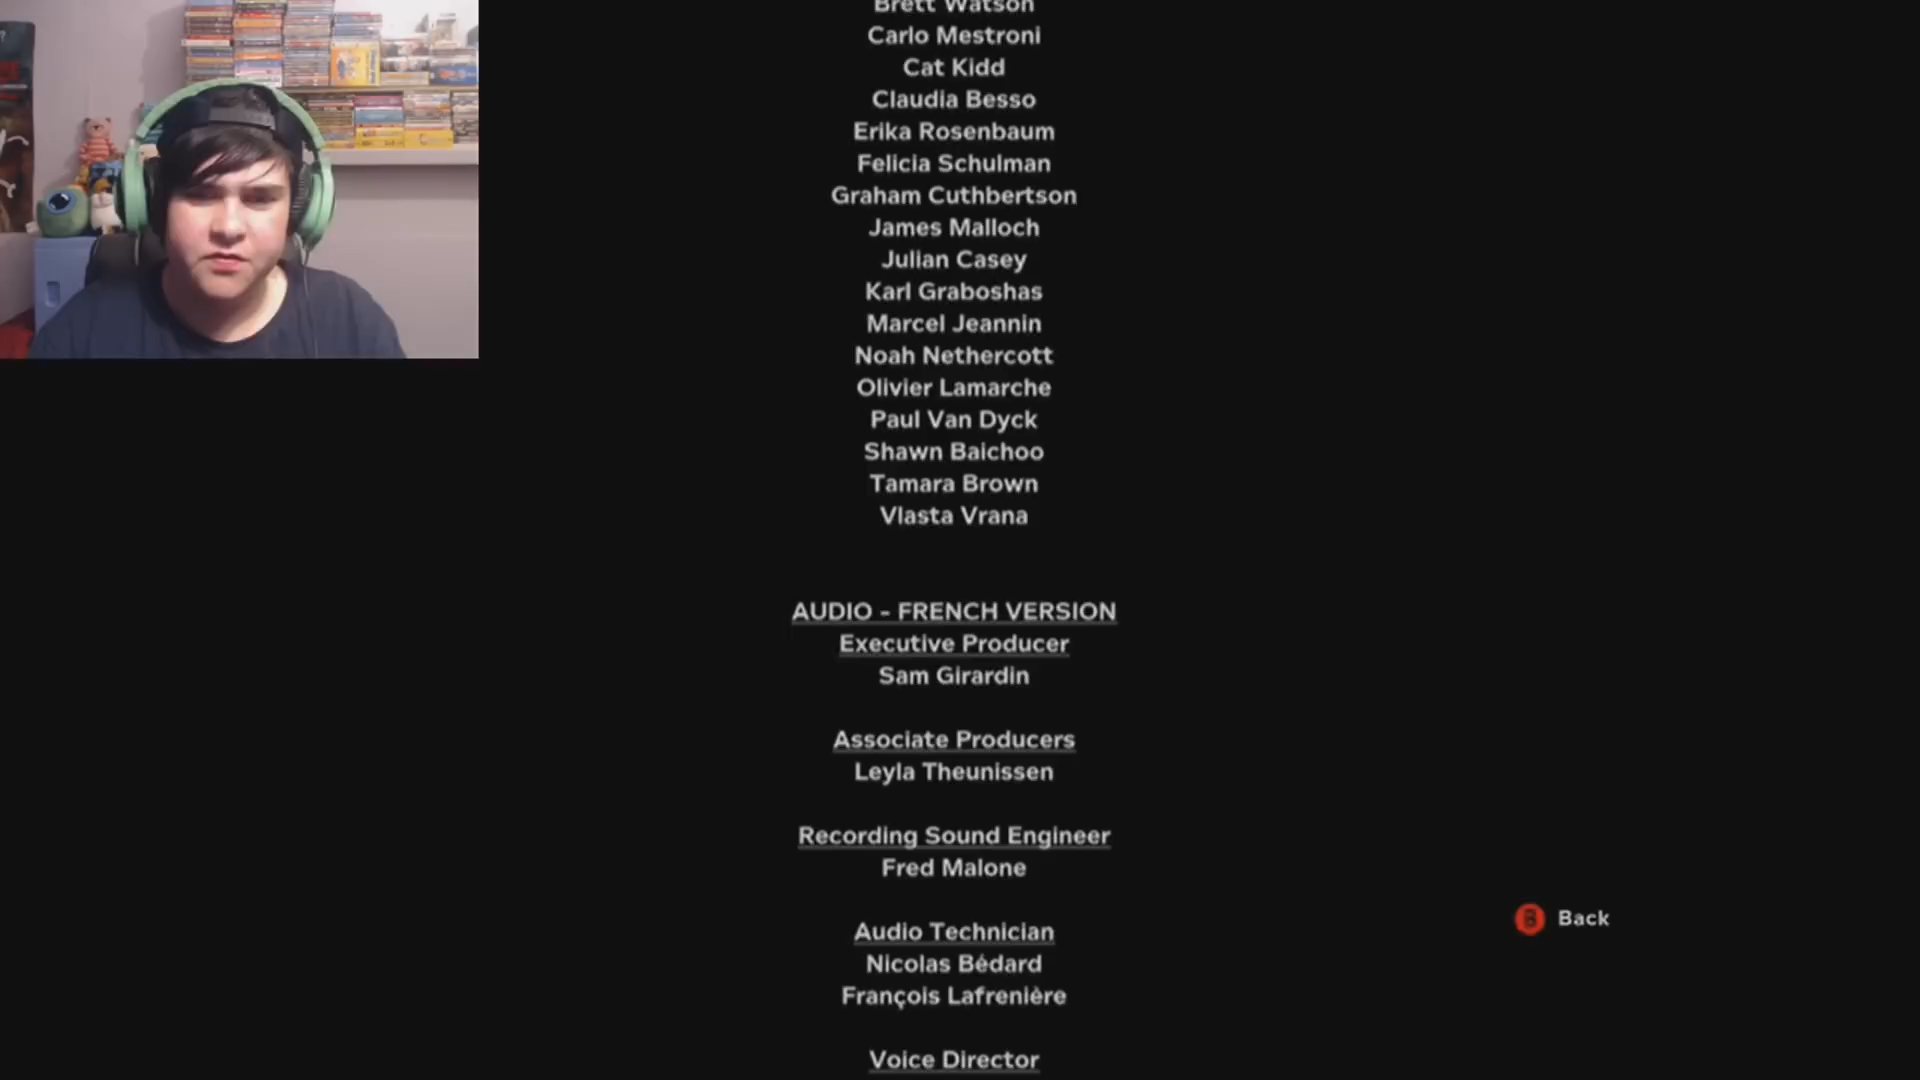 Brett Watson
Carlo Mestroni
Cat Kidd
Claudia Besso
Erika Rosenbaum
Felicia Schulman
Graham Cuthbertson
James Malloch
Julian Casey
Karl Graboshas
Marcel Jeannin
Noah Nethercott
Olivier Lamarche
Paul Van Dyck
Shawn Baichoo
Tamara Brown
Vlasta Vrana
AUDIO - FRENCH VERSION
Executive Producer
Sam Girardin
Associate Producers
Leyla Theunissen
Recording Sound Engineer
Fred Malone
Audio Technician
Nicolas Bédard
François Lafrenière
Voice Director
B Back